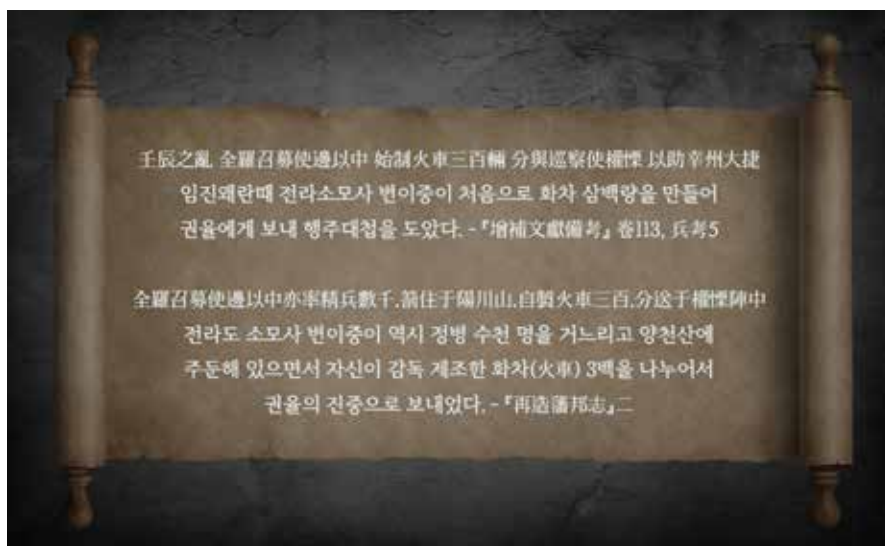 壬辰之亂 全羅召募使邊以中 始制火車三百輛 分與巡察使權慄 以助幸州大捷
임진왜란때 전라소모사 변이중이 처음으로 화차 삼백량을 만들어
권율에게 보내 행주대첩을 도았다. - 『增補文獻備考』 卷113, 兵考5
全羅召募使邊以中亦率精兵數千,箚住于陽川山,自製火車三百,分送于權慄陣中
전라도 소모사 변이중이 역시 정병 수천 명을 거느리고 양천산에
주둔해 있으면서 자신이 감독 제조한 화차(火車) 3백을 나누어서
권율의 진중으로 보내었다. - 『再造藩邦志』二